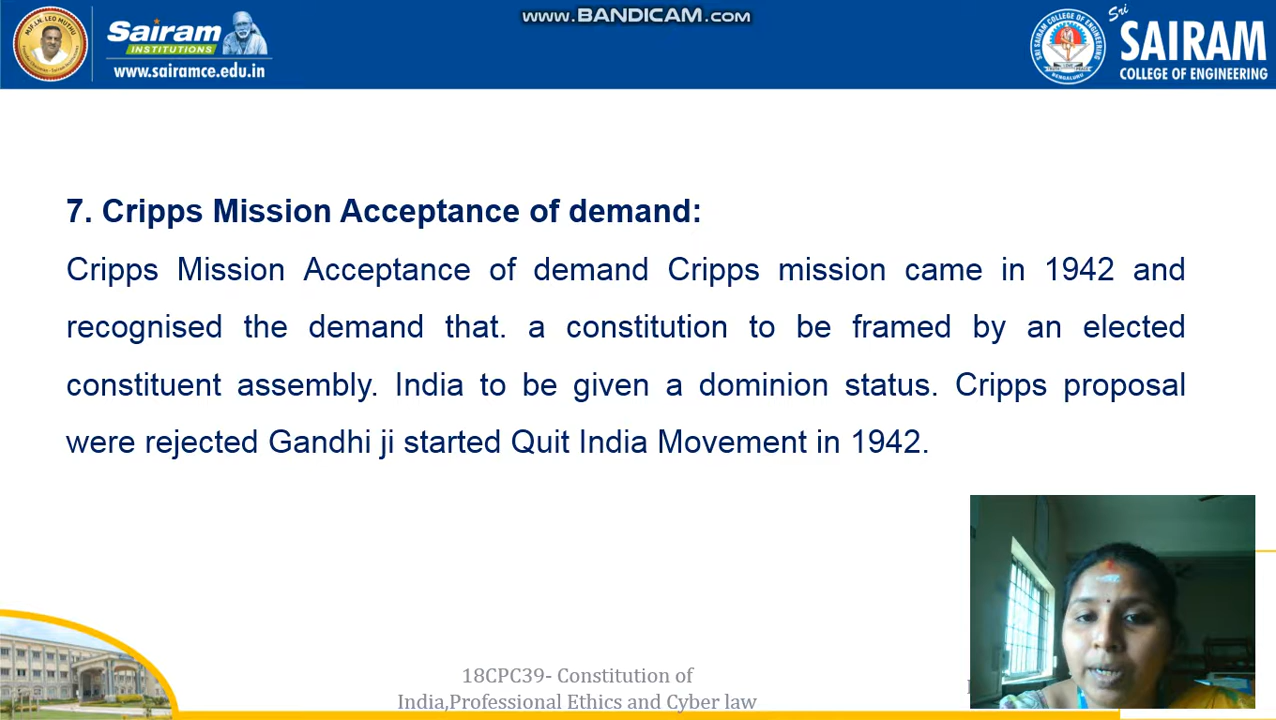 www.BANDICAM.com
Sairam
INSTITUTIONS
www.sairamce.edu.in
Sri
SAIRAM
COLLEGE OF ENGINEERING
7. Cripps Mission Acceptance of demand:
Cripps Mission Acceptance of demand Cripps mission came in 1942 and
recognised the demand that. a constitution to be framed by an elected
constituent assembly. India to be given a dominion status. Cripps proposal
were rejected Gandhi ji started Quit India Movement in 1942.
18CPC39- Constitution of
India,Professional Ethics and Cyber law